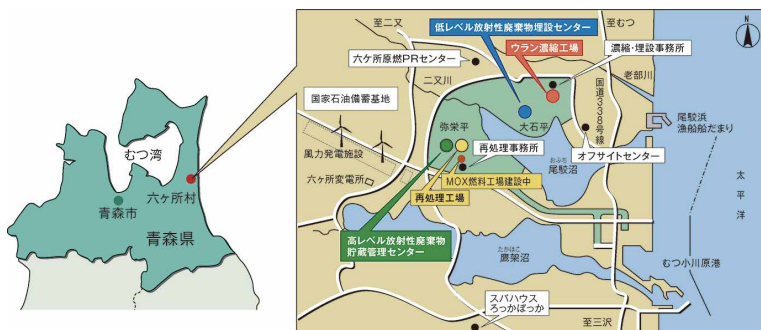 むつ湾
六ケ所村
青森市
青森県
至二又
至むつ
低レベル放射性廃棄物埋設センター
ウラン濃縮工場
濃縮・埋設事務所
N
六ケ所原燃PRセンター
二又川
老部川
国道338号線
国家石油備蓄基地
尾駮浜
漁船船だまり
弥栄平
大石平
オフサイトセンター
再処理事務所
おぶち
尾駮沼
風力発電施設
MOX燃料工場建設中
六ケ所変電所
再処理工場
太平洋
高レベル放射性廃棄物
貯蔵管理センター
たかほこ
鷹架沼
むつ小川原港
スパハウス
ろっかぽっか
至三沢